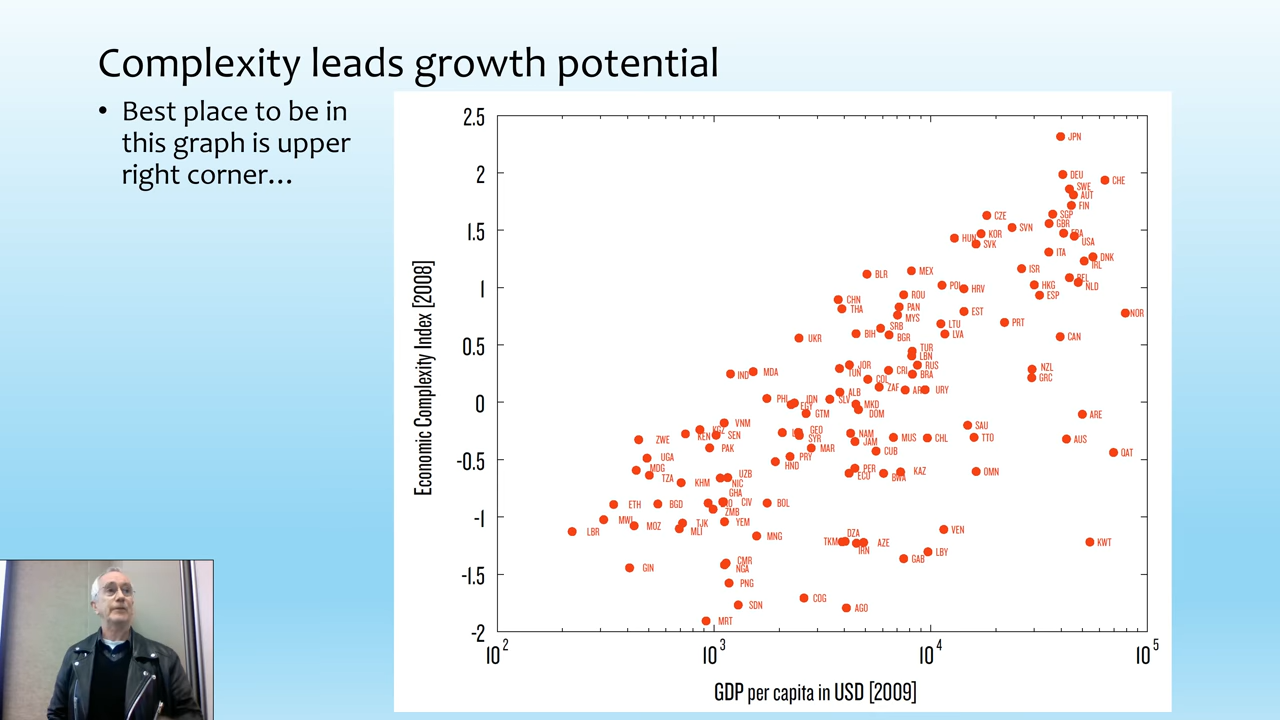 Complexity leads growth potential
• Best place to be in
this graph is upper
right corner…
Economic Complexity Index [2008]
2.5
2
1.5
1
0.5
0
-0.5
-1
-1.5
-2
10²
10³
10⁴
10⁵
GDP per capita in USD [2009]
JPN
DEU
CHE
SWE
AUT
FIN
SGP
CZE
GBR
SVN
KOR
HUN
USA
SVK
ITA
DNK
IRL
ISR
MEX
BLR
NLD
HKG
HRV
ESP
ROU
CHN
PAN
THA
NOR
EST
MYS
PRT
LTU
SRB
BIH
LVA
BGR
UKR
CAN
TUR
LBN
JOR
RUS
NZL
TUN
CRI
BRA
MDA
IND
GRC
COL
ZAF
URY
ALB
PHL
IDN
SLV
MKD
EGY
GTM
DOM
ARE
VNM
SAU
KGZ
GEO
KEN
SEN
NAM
MUS
CHL
TTO
ZWE
SYR
JAM
AUS
PAK
MAR
CUB
QAT
UGA
PRY
HND
MDG
PER
KAZ
OMN
TZA
UZB
ECU
BWA
KHM
NIC
GHA
ETH
BGD
CIV
BOL
ZMB
MWI
MOZ
TJK
YEM
MLI
LBR
MNG
VEN
DZA
TKM
AZE
KWT
IRN
LBY
GAB
CMR
GIN
NGA
PNG
COG
SDN
AGO
MRT